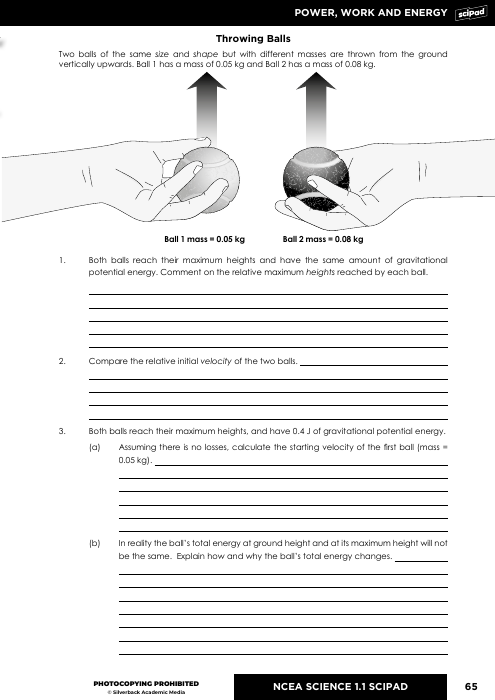 POWER, WORK AND ENERGY
scipad
Throwing Balls
Two balls of the same size and shape but with different masses are thrown from the ground
vertically upwards. Ball 1 has a mass of 0.05 kg and Ball 2 has a mass of 0.08 kg.
Ball 1 mass = 0.05 kg
Ball 2 mass = 0.08 kg
1. Both balls reach their maximum heights and have the same amount of gravitational
potential energy. Comment on the relative maximum heights reached by each ball.
2. Compare the relative initial velocity of the two balls.
3. Both balls reach their maximum heights, and have 0.4 J of gravitational potential energy.
(a) Assuming there is no losses, calculate the starting velocity of the first ball (mass =
0.05 kg).
(b) In reality the ball's total energy at ground height and at its maximum height will not
be the same. Explain how and why the ball's total energy changes.
PHOTOCOPYING PROHIBITED
© Silverback Academic Media
NCEA SCIENCE 1.1 SCIPAD
65